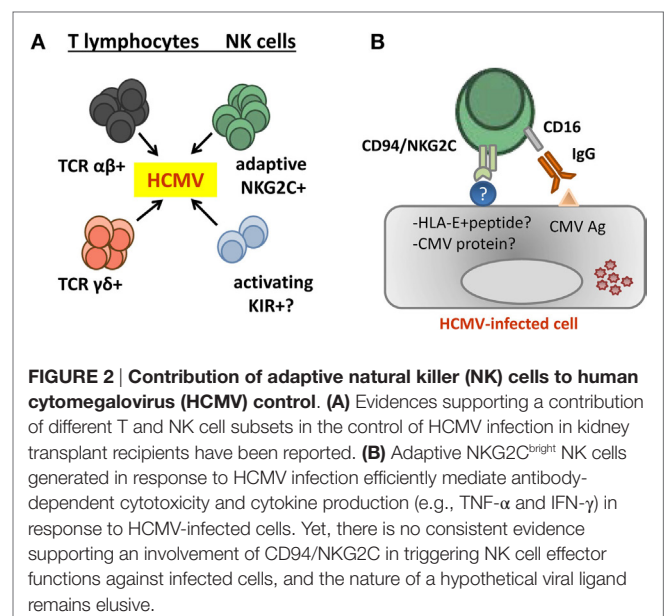 A T lymphocytes NK cells
TCR αβ+
HCMV
adaptive
NKG2C+
TCR γδ+
activating
KIR+?
B
CD16
CD94/NKG2C
IgG
?
-HLA-E+peptide?
-CMV protein?
CMV Ag
HCMV-infected cell
FIGURE 2 | Contribution of adaptive natural killer (NK) cells to human
cytomegalovirus (HCMV) control. (A) Evidences supporting a contribution
of different T and NK cell subsets in the control of HCMV infection in kidney
transplant recipients have been reported. (B) Adaptive NKG2Cbright NK cells
generated in response to HCMV infection efficiently mediate antibody-
dependent cytotoxicity and cytokine production (e.g., TNF-α and IFN-γ) in
response to HCMV-infected cells. Yet, there is no consistent evidence
supporting an involvement of CD94/NKG2C in triggering NK cell effector
functions against infected cells, and the nature of a hypothetical viral ligand
remains elusive.